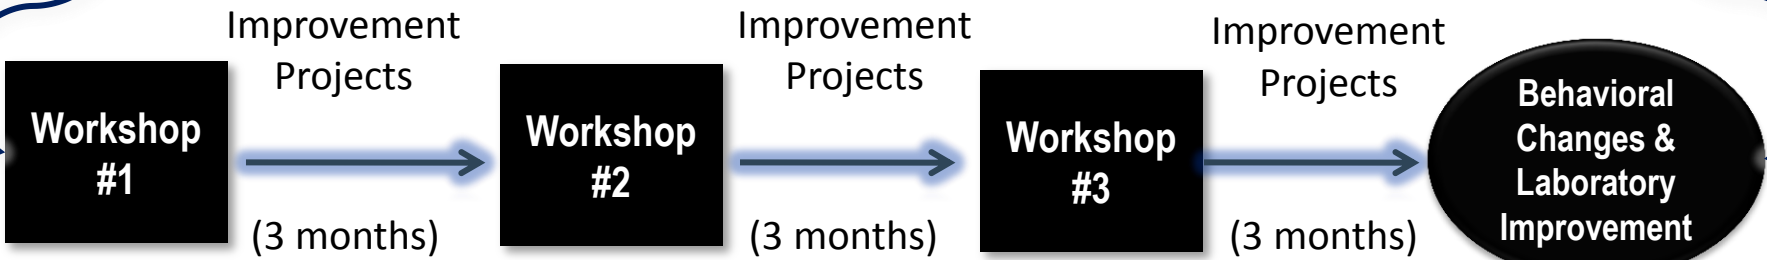 Workshop
#1
Improvement
Projects
(3 months)
Workshop
#2
Improvement
Projects
(3 months)
Workshop
#3
Improvement
Projects
(3 months)
Behavioral
Changes &
Laboratory
Improvement